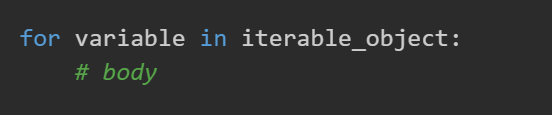 for variable in iterable_object:
    # body